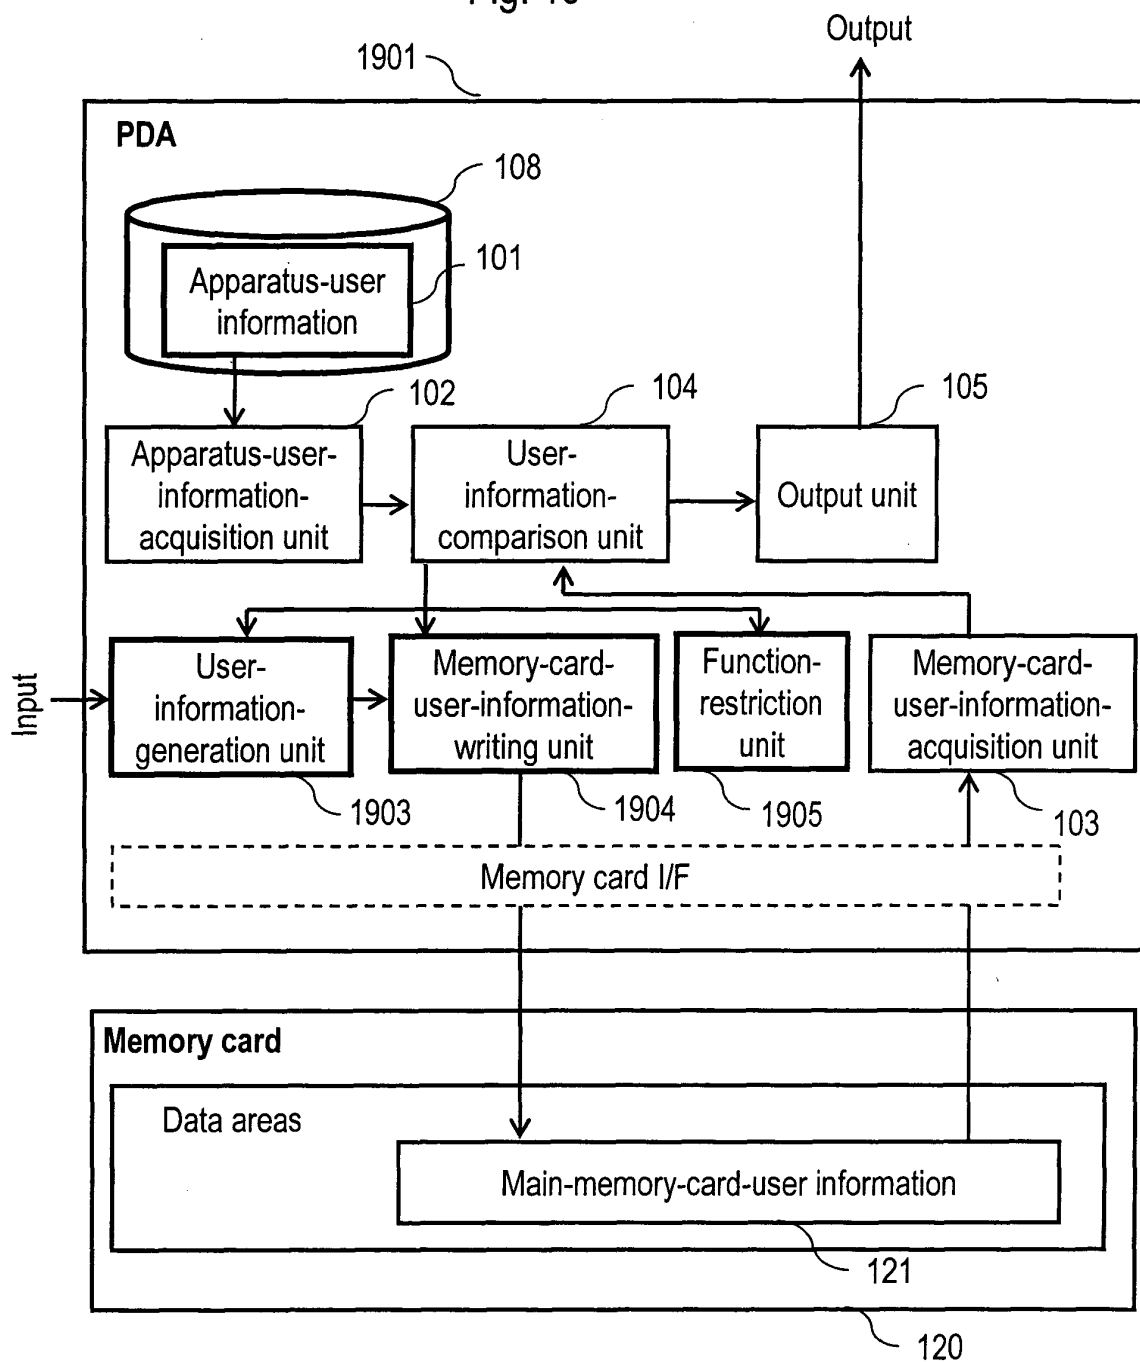 Output
1901
PDA
108
101
Apparatus-user
information
102
104
105
Apparatus-user-
information-
acquisition unit
User-
information-
comparison unit
Output unit
Input
User-
information-
generation unit
Memory-card-
user-information-
writing unit
Function-
restriction
unit
Memory-card-
user-information-
acquisition unit
1903
1904
1905
103
Memory card I/F
Memory card
Data areas
Main-memory-card-user information
121
120